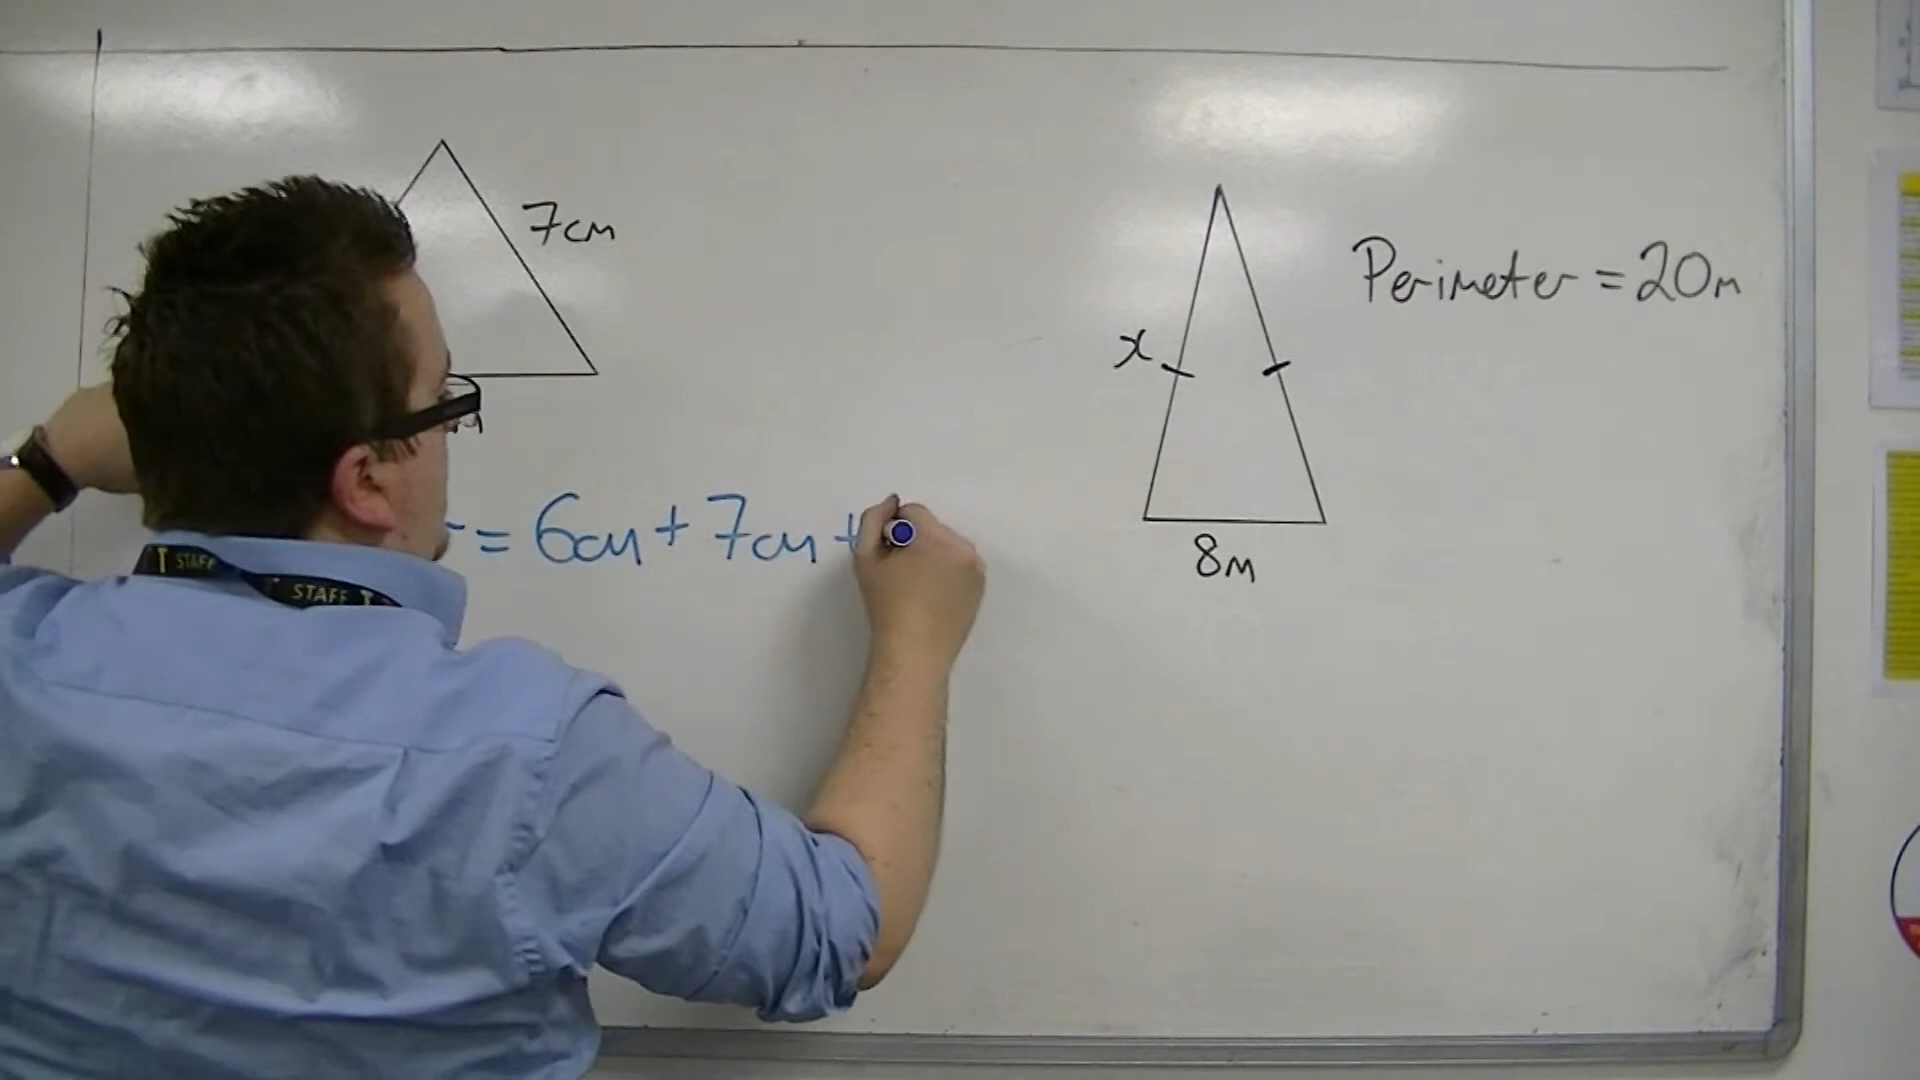 7cm
Perimeter = 20m
x
8m
= 6cm + 7cm +
STAFF
STAFF